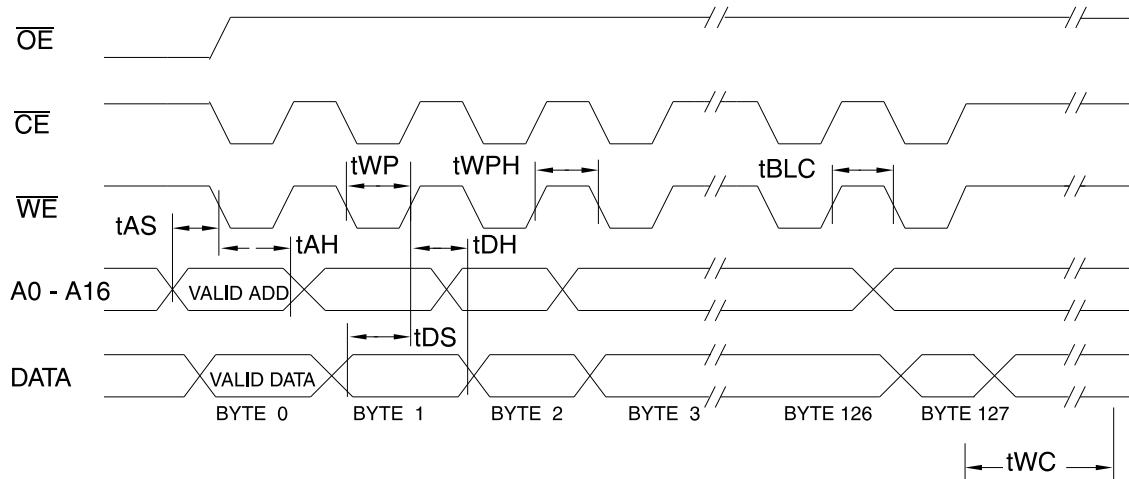 OE
CE
tWP
tWPH
tBLC
WE
tAS
tAH
tDH
A0 - A16
VALID ADD
tDS
DATA
VALID DATA
BYTE 0
BYTE 1
BYTE 2
BYTE 3
BYTE 126
BYTE 127
tWC